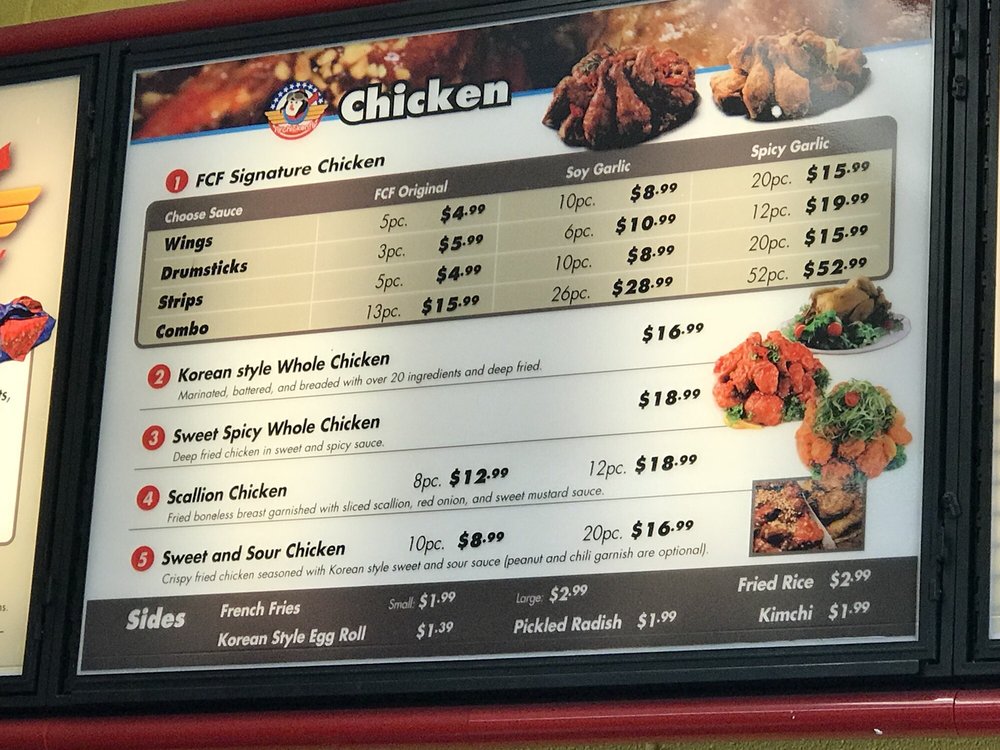 Chicken
1 FCF Signature Chicken
Choose Sauce FCF Original Soy Garlic Spicy Garlic
Wings 5pc. $4.99 10pc. $8.99 20pc. $15.99
Drumsticks 3pc. $5.99 6pc. $10.99 12pc. $19.99
Strips 5pc. $4.99 10pc. $8.99 20pc. $15.99
Combo 13pc. $15.99 26pc. $28.99 52pc. $52.99
2 Korean style Whole Chicken $16.99
Marinated, battered, and breaded with over 20 ingredients and deep fried.
3 Sweet Spicy Whole Chicken $18.99
Deep fried chicken in sweet and spicy sauce.
4 Scallion Chicken 8pc. $12.99 12pc. $18.99
Fried boneless breast garnished with sliced scallion, red onion, and sweet mustard sauce.
5 Sweet and Sour Chicken 10pc. $8.99 20pc. $16.99
Crispy fried chicken seasoned with Korean style sweet and sour sauce (peanut and chili garnish are optional).
Sides French Fries Small: $1.99 Large: $2.99 Fried Rice $2.99
Korean Style Egg Roll $1.39 Pickled Radish $1.99 Kimchi $1.99